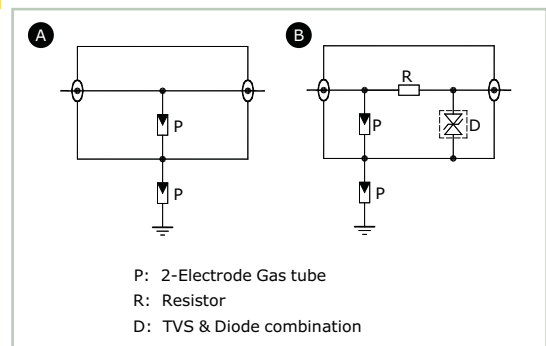 A
B
R
P
P
D
P
P
P: 2-Electrode Gas tube
R: Resistor
D: TVS & Diode combination